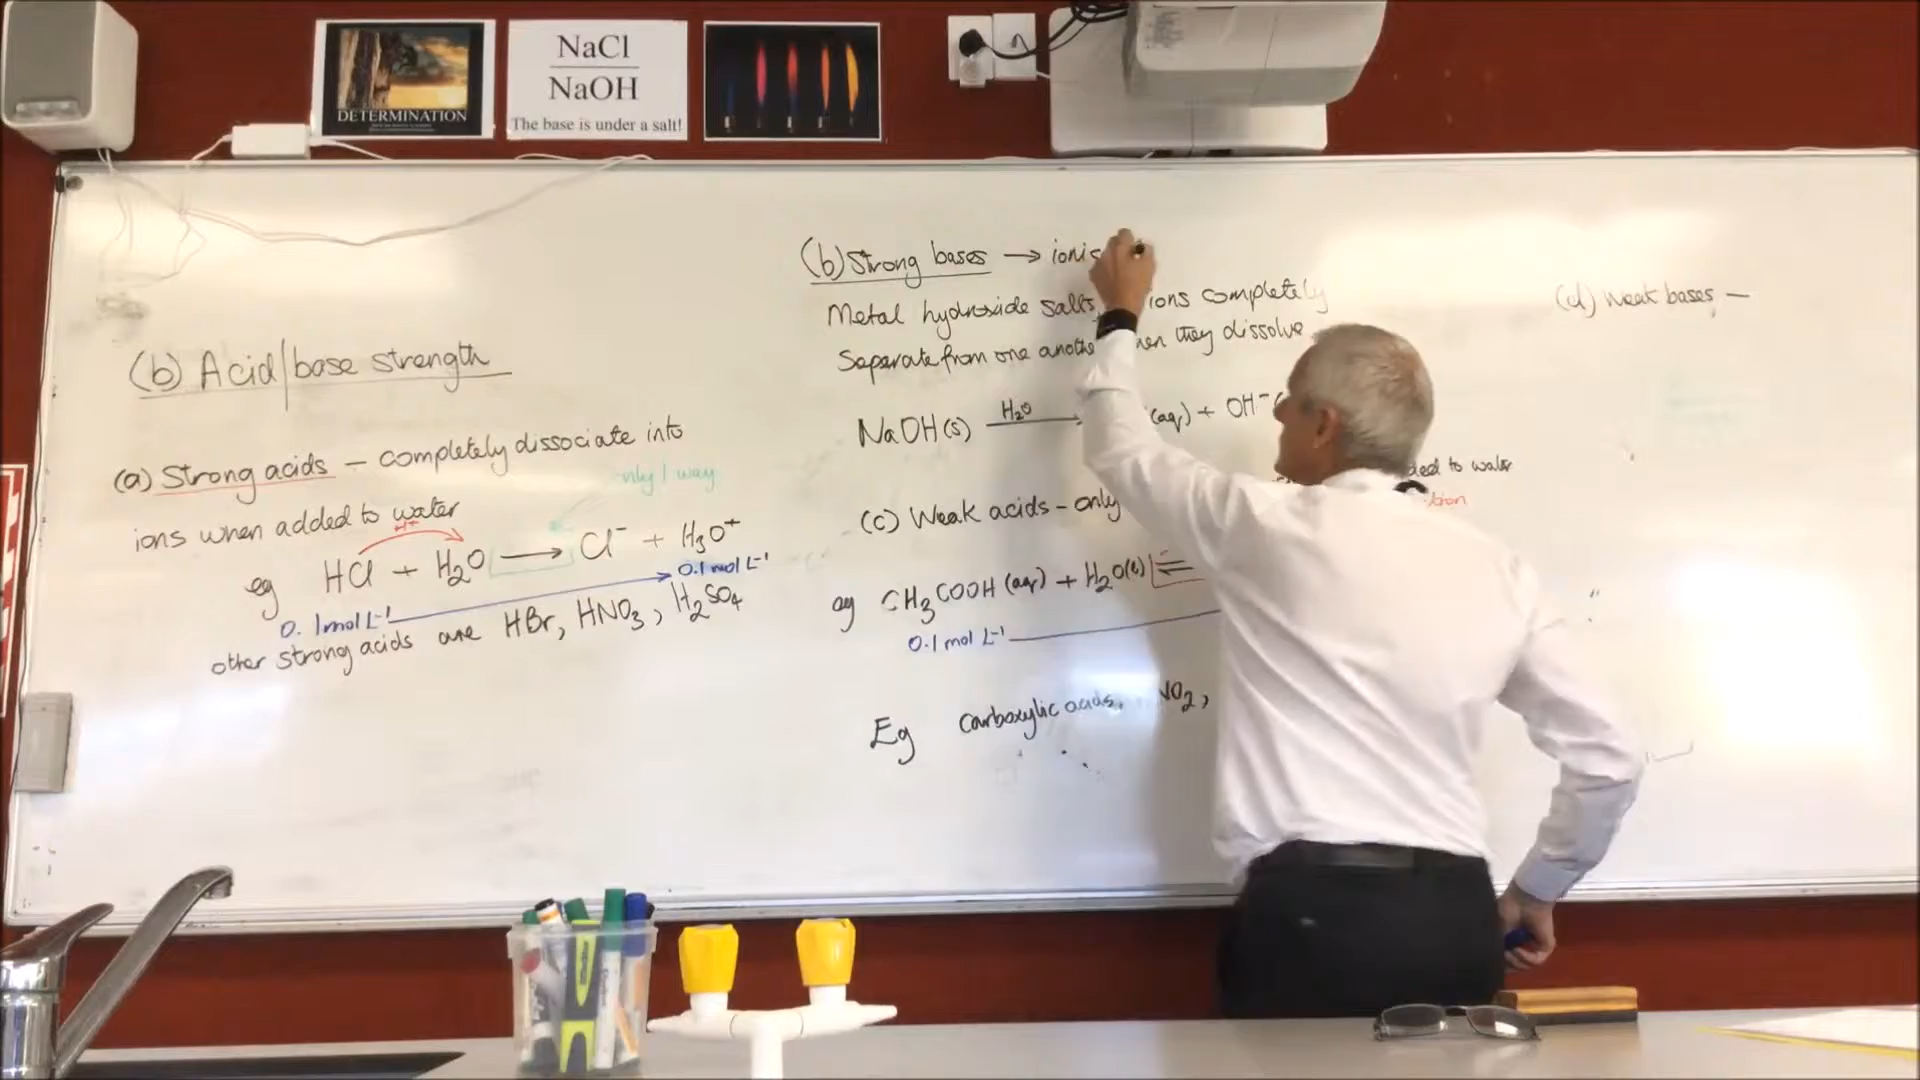 DETERMINATION
NaCl
NaOH
The base is under a salt!
(b) Acid/base strength
(a) Strong acids – completely dissociate into
only 1 way
ions when added to water
H+
eg HCl + H₂O → Cl⁻ + H₃O⁺
0.1 mol L⁻¹ → 0.1 mol L⁻¹
other strong acids are HBr, HNO₃, H₂SO₄
(b) Strong bases → ionis
Metal hydroxide salts, ions completely
Separate from one anothe they dissolve
NaOH(s) H₂O → (aq) + OH⁻
(c) Weak acids – only to water
eg CH₃COOH (aq) + H₂O(l) ⇌
0.1 mol L⁻¹
Eg carboxylic acids, NO₂,
(d) Weak bases –